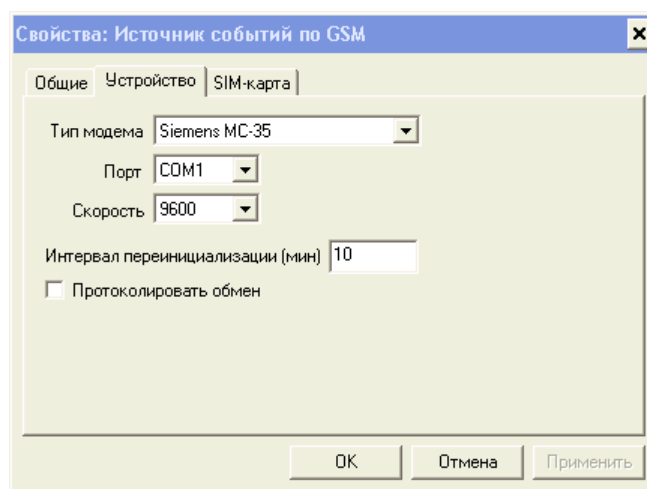 Свойства: Источник событий по GSM
Общие Устройство SIM-карта
Тип модема Siemens MC-35
Порт COM1
Скорость 9600
Интервал переинициализации (мин) 10
Протоколировать обмен
OK Отмена Применить